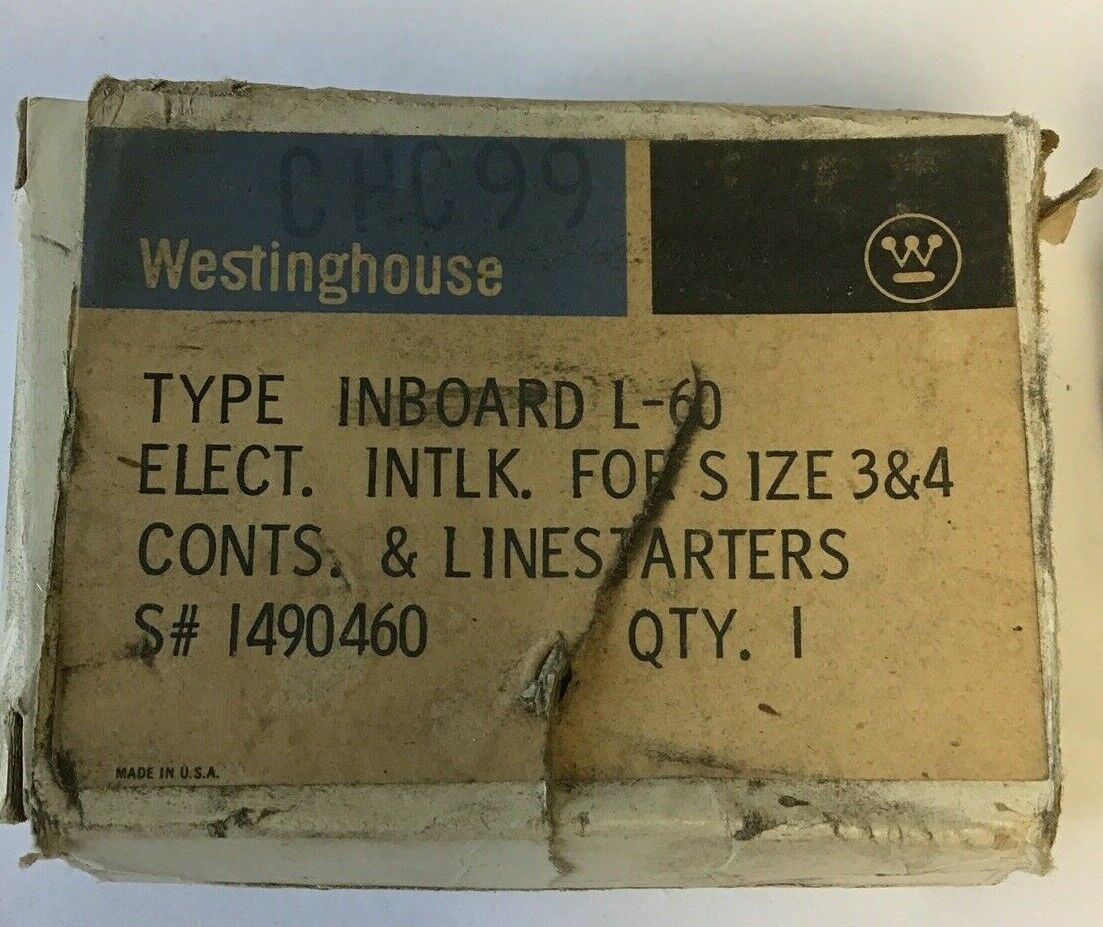 CHC99
Westinghouse
W
TYPE INBOARD L-60
ELECT. INTLK. FOR SIZE 3&4
CONTS. & LINESTARTERS
S# 1490460 QTY. 1
MADE IN U.S.A.